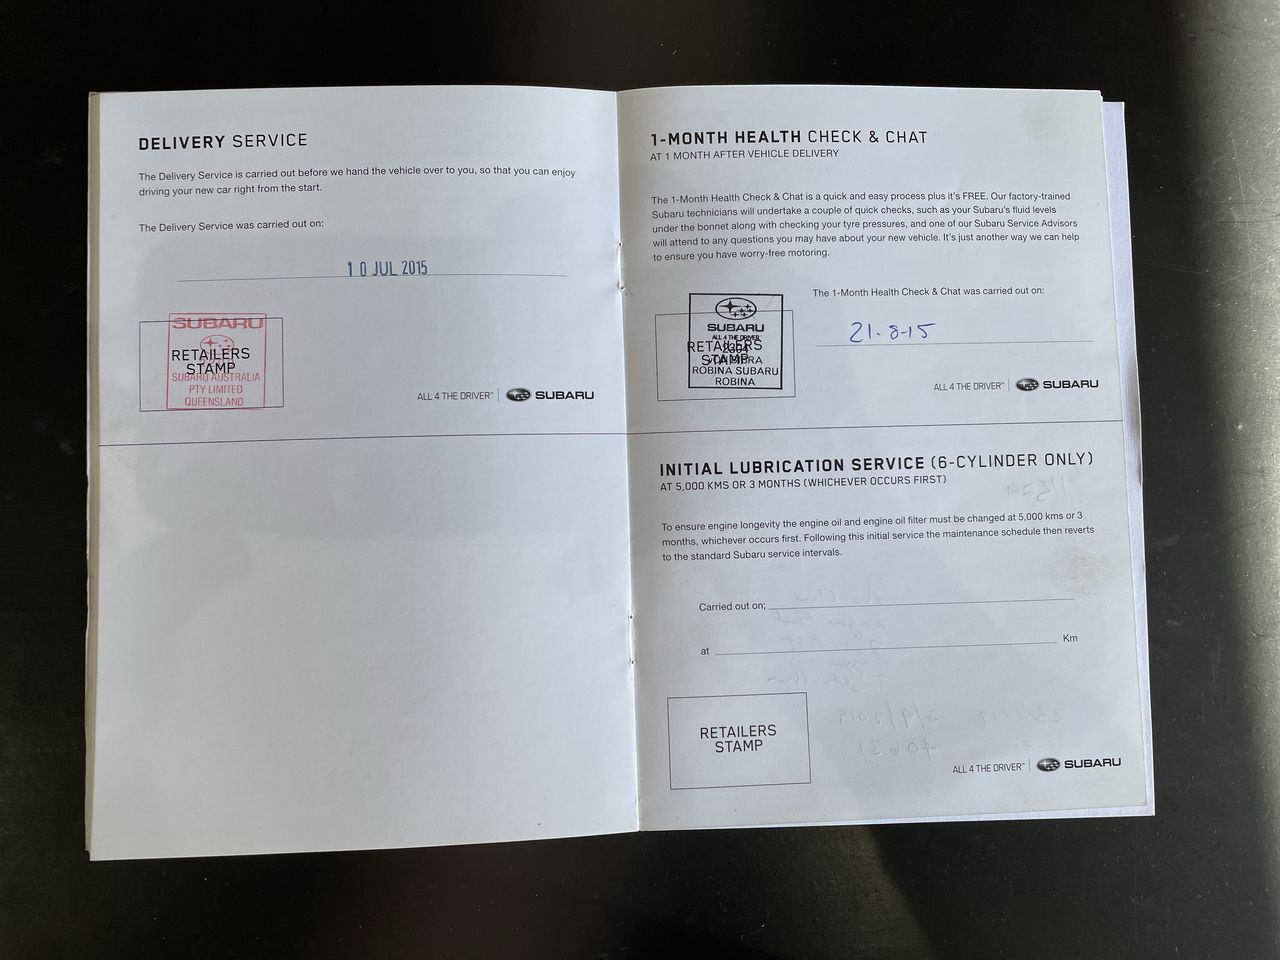 DELIVERY SERVICE
The Delivery Service is carried out before we hand the vehicle over to you, so that you can enjoy
driving your new car right from the start.
The Delivery Service was carried out on:
10 JUL 2015
SUBARU
RETAILERS
STAMP
SUBARU AUSTRALIA
PTY LIMITED
QUEENSLAND
ALL 4 THE DRIVER™ SUBARU
1-MONTH HEALTH CHECK & CHAT
AT 1 MONTH AFTER VEHICLE DELIVERY
The 1-Month Health Check & Chat is a quick and easy process plus it's FREE. Our factory-trained
Subaru technicians will undertake a couple of quick checks, such as your Subaru's fluid levels
under the bonnet along with checking your tyre pressures, and one of our Subaru Service Advisors
will attend to any questions you may have about your new vehicle. It's just another way we can help
to ensure you have worry-free motoring.
The 1-Month Health Check & Chat was carried out on:
21-8-15
SUBARU
ALL 4 THE DRIVER
RETAILERS
STAMP
ROBINA SUBARU
ROBINA
ALL 4 THE DRIVER™ SUBARU
INITIAL LUBRICATION SERVICE (6-CYLINDER ONLY)
AT 5,000 KMS OR 3 MONTHS (WHICHEVER OCCURS FIRST)
To ensure engine longevity the engine oil and engine oil filter must be changed at 5,000 kms or 3
months, whichever occurs first. Following this initial service the maintenance schedule then reverts
to the standard Subaru service intervals.
Carried out on;
at Km
RETAILERS
STAMP
ALL 4 THE DRIVER™ SUBARU